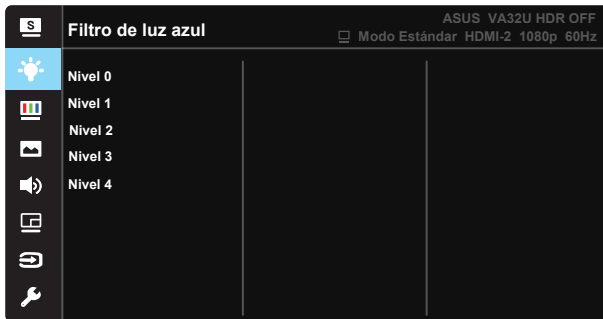 S
Filtro de luz azul
ASUS VA32U HDR OFF
Modo Estándar HDMI-2 1080p 60Hz
Nivel 0
Nivel 1
Nivel 2
Nivel 3
Nivel 4